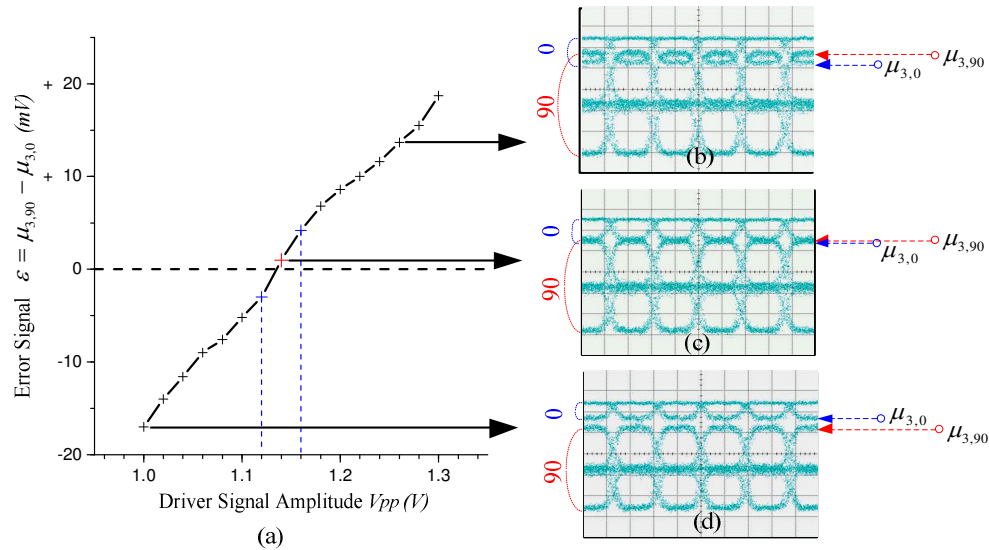 Error Signal ε = μ3,90 − μ3,0 (mV)
+ 20
+ 10
0
-10
-20
1.0 1.1 1.2 1.3
Driver Signal Amplitude Vpp (V)
(a)
0
90
μ3,90
μ3,0
(b)
0
90
μ3,90
μ3,0
(c)
0
90
μ3,0
μ3,90
(d)